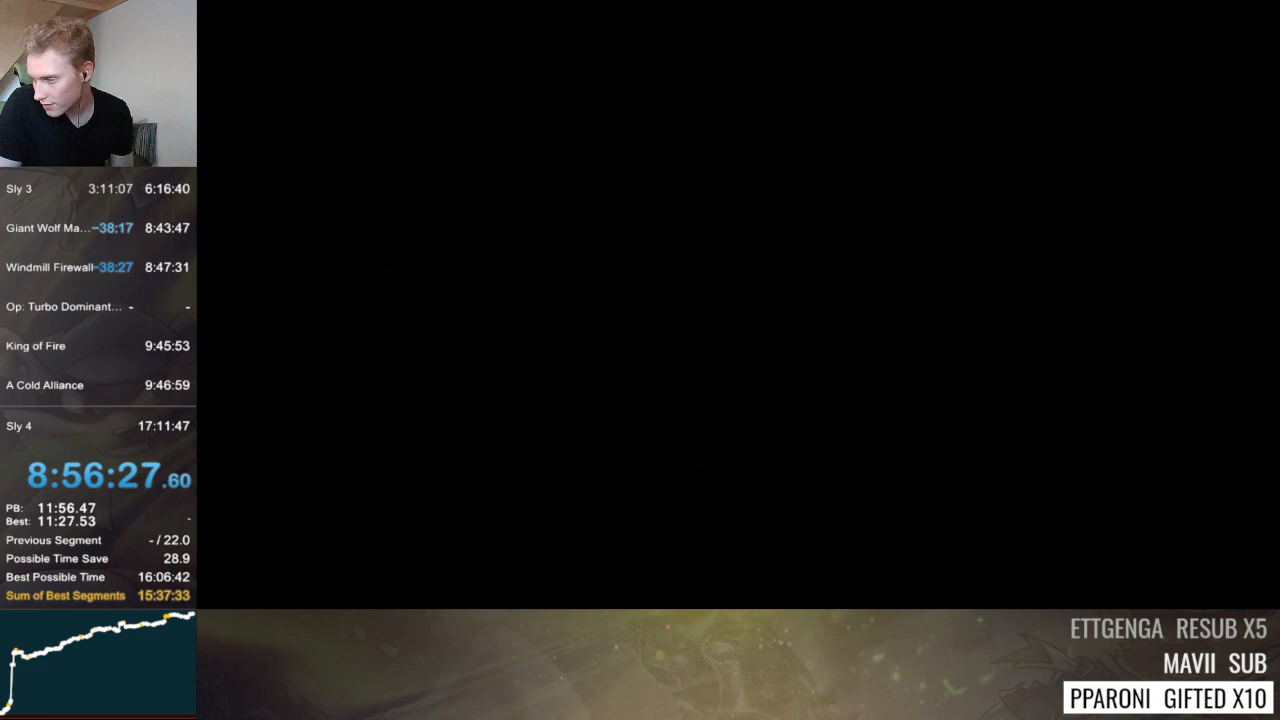 Sly 3 3:11:07 6:16:40
Giant Wolf Ma... -38:17 8:43:47
Windmill Firewall -38:27 8:47:31
Op: Turbo Dominant... - -
King of Fire 9:45:53
A Cold Alliance 9:46:59
Sly 4 17:11:47
8:56:27.60
PB: 11:56.47
Best: 11:27.53 -
Previous Segment - / 22.0
Possible Time Save 28.9
Best Possible Time 16:06:42
Sum of Best Segments 15:37:33
ETTGENGA RESUB X5
MAVII SUB
PPARONI GIFTED X10